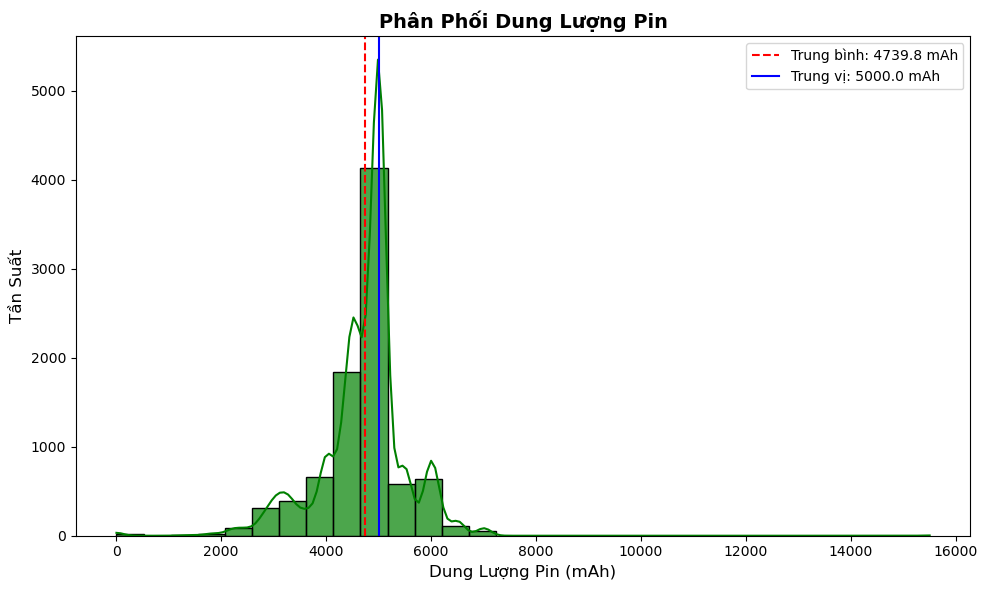 Phân Phối Dung Lượng Pin
Trung bình: 4739.8 mAh
Trung vị: 5000.0 mAh
Tần Suất
5000
4000
3000
2000
1000
0
0 2000 4000 6000 8000 10000 12000 14000 16000
Dung Lượng Pin (mAh)